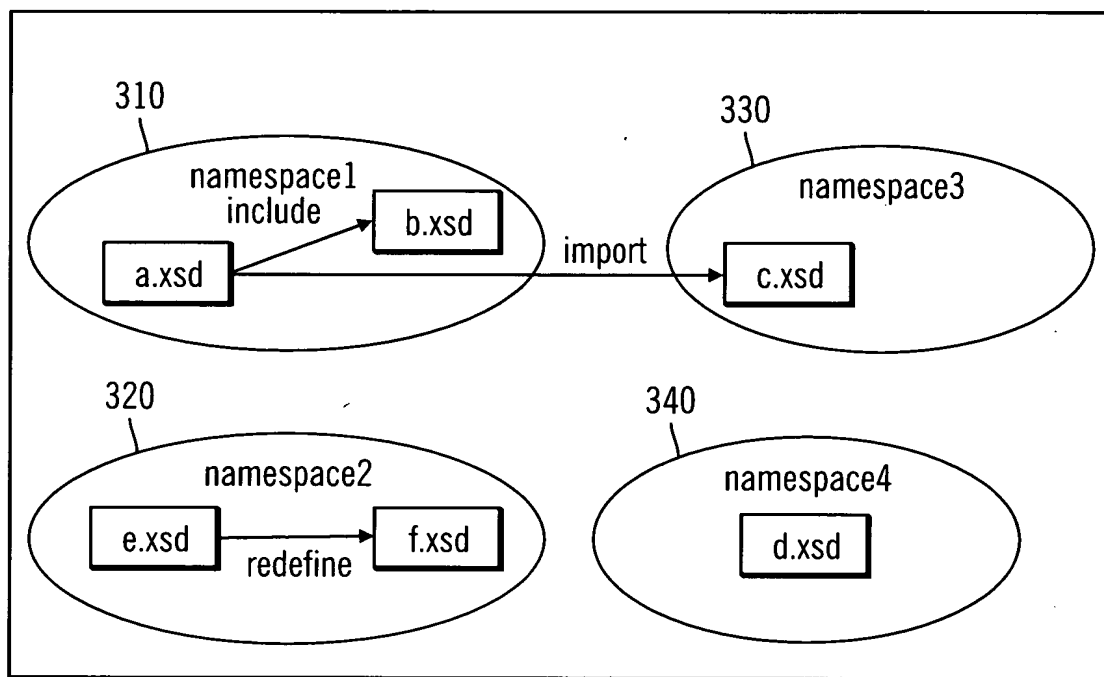 310
namespace1
include
b.xsd
a.xsd
import
330
namespace3
c.xsd
320
namespace2
e.xsd
redefine
f.xsd
340
namespace4
d.xsd